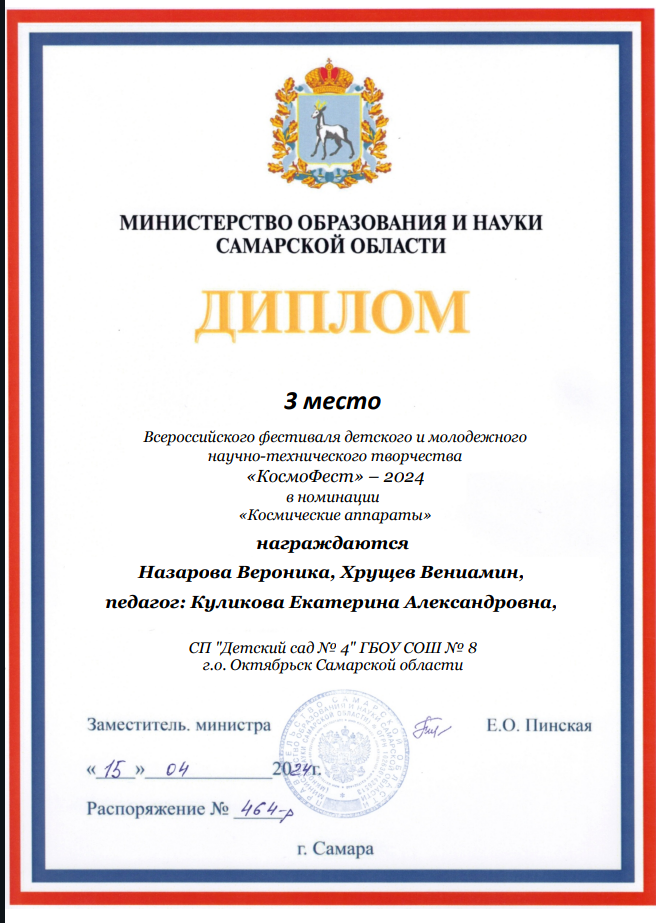 МИНИСТЕРСТВО ОБРАЗОВАНИЯ И НАУКИ
САМАРСКОЙ ОБЛАСТИ
ДИПЛОМ
3 место
Всероссийского фестиваля детского и молодежного
научно-технического творчества
«КосмоФест» – 2024
в номинации
«Космические аппараты»
награждаются
Назарова Вероника, Хрущев Вениамин,
педагог: Куликова Екатерина Александровна,
СП "Детский сад № 4" ГБОУ СОШ № 8
г.о. Октябрьск Самарской области
Заместитель. министра Е.О. Пинская
«15» 04 2024г.
Распоряжение № 464-р
г. Самара